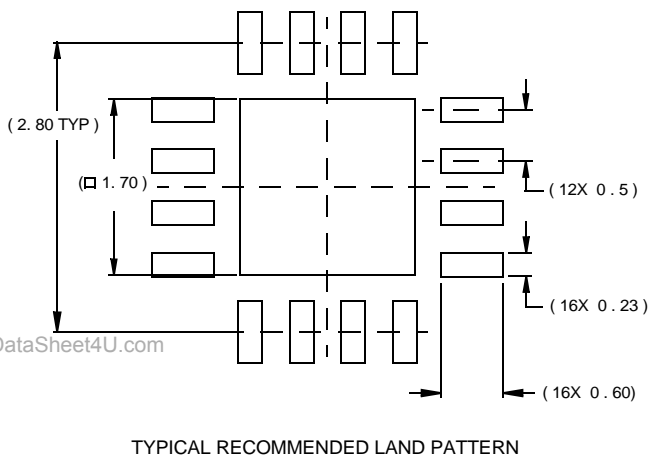 ( 2. 80 TYP )
(□ 1. 70 )
( 12X 0 . 5 )
( 16X 0. 23 )
DataSheet4U.com
( 16X 0 . 60)
TYPICAL RECOMMENDED LAND PATTERN